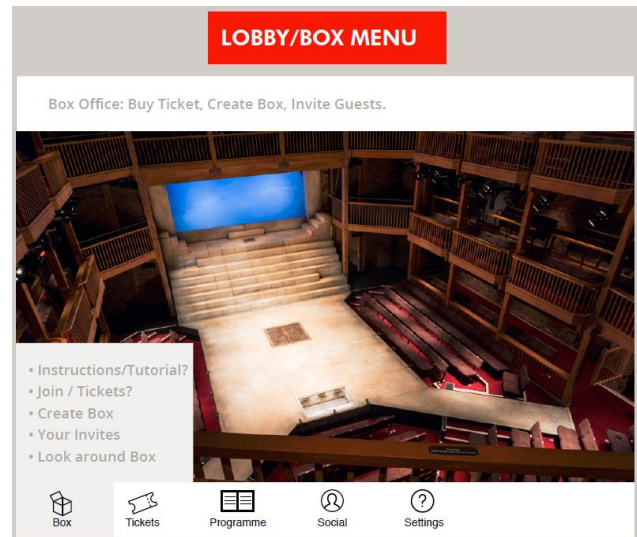 LOBBY/BOX MENU
Box Office: Buy Ticket, Create Box, Invite Guests.
• Instructions/Tutorial?
• Join / Tickets?
• Create Box
• Your Invites
• Look around Box
Box
Tickets
Programme
Social
Settings
?